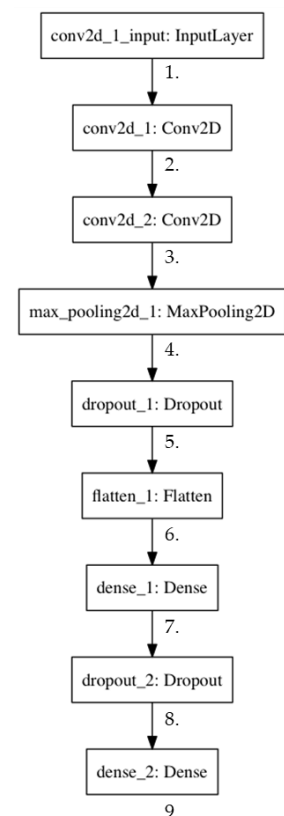 conv2d_1_input: InputLayer
1.
conv2d_1: Conv2D
2.
conv2d_2: Conv2D
3.
max_pooling2d_1: MaxPooling2D
4.
dropout_1: Dropout
5.
flatten_1: Flatten
6.
dense_1: Dense
7.
dropout_2: Dropout
8.
dense_2: Dense
9